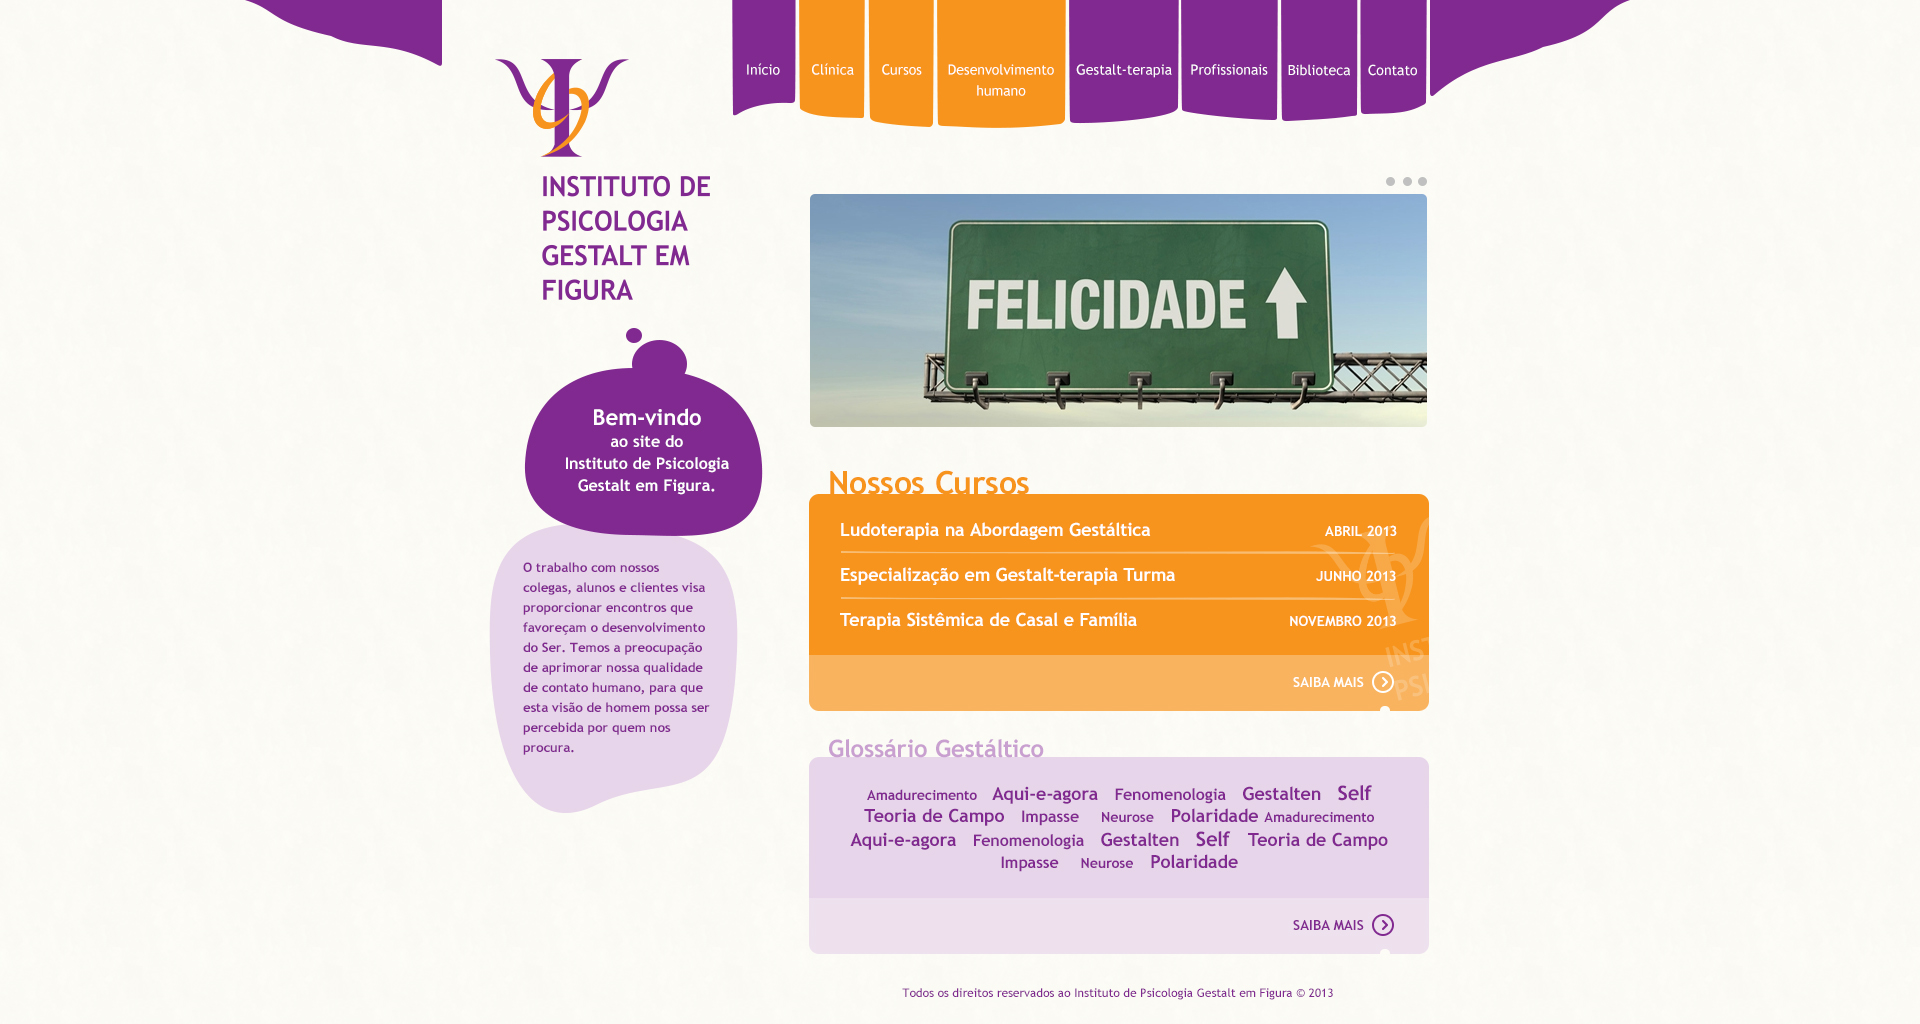 Início
Clínica
Cursos
Desenvolvimento
humano
Gestalt-terapia
Profissionais
Biblioteca
Contato
INSTITUTO DE
PSICOLOGIA
GESTALT EM
FIGURA
FELICIDADE
Bem-vindo
ao site do
Instituto de Psicologia
Gestalt em Figura.
O trabalho com nossos
colegas, alunos e clientes visa
proporcionar encontros que
favoreçam o desenvolvimento
do Ser. Temos a preocupação
de aprimorar nossa qualidade
de contato humano, para que
esta visão de homem possa ser
percebida por quem nos
procura.
Nossos Cursos
Ludoterapia na Abordagem Gestáltica ABRIL 2013
Especialização em Gestalt-terapia Turma JUNHO 2013
Terapia Sistêmica de Casal e Família NOVEMBRO 2013
INST
PSI
SAIBA MAIS
Glossário Gestáltico
Amadurecimento Aqui-e-agora Fenomenologia Gestalten Self
Teoria de Campo Impasse Neurose Polaridade Amadurecimento
Aqui-e-agora Fenomenologia Gestalten Self Teoria de Campo
Impasse Neurose Polaridade
SAIBA MAIS
Todos os direitos reservados ao Instituto de Psicologia Gestalt em Figura © 2013